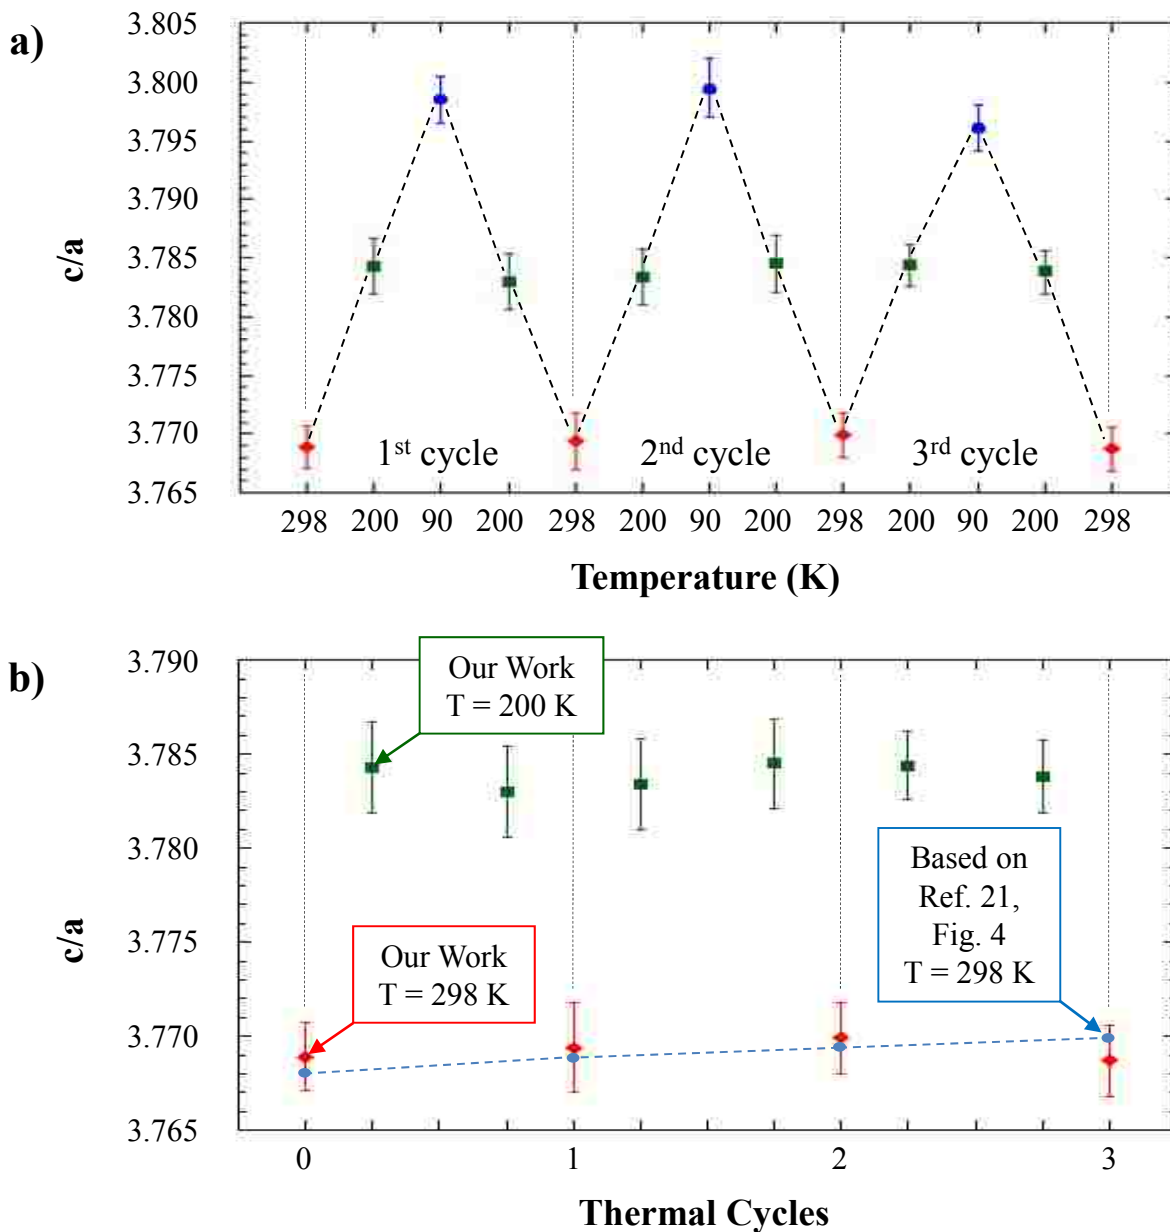 a)
3.805
3.800
3.795
3.790
3.785
3.780
3.775
3.770
3.765
c/a
1st cycle
2nd cycle
3rd cycle
298 200 90 200 298 200 90 200 298 200 90 200 298
Temperature (K)
b)
3.790
3.785
3.780
3.775
3.770
3.765
c/a
Our Work
T = 200 K
Our Work
T = 298 K
Based on
Ref. 21,
Fig. 4
T = 298 K
0 1 2 3
Thermal Cycles